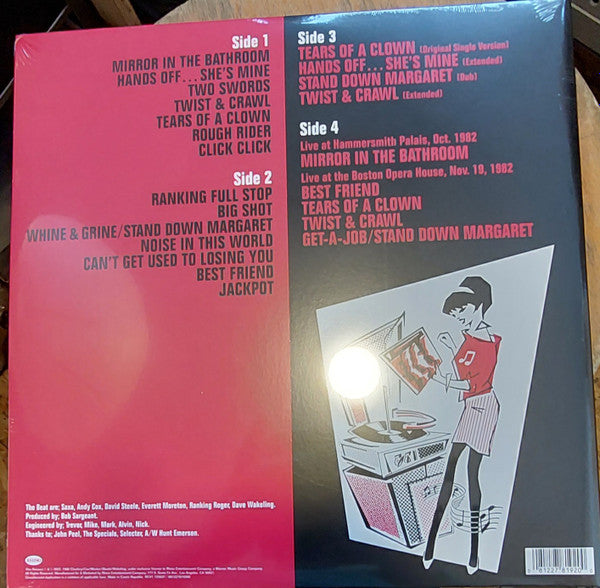 Side 1
MIRROR IN THE BATHROOM
HANDS OFF...SHE'S MINE
TWO SWORDS
TWIST & CRAWL
TEARS OF A CLOWN
ROUGH RIDER
CLICK CLICK
Side 2
RANKING FULL STOP
BIG SHOT
WHINE & GRINE/STAND DOWN MARGARET
NOISE IN THIS WORLD
CAN'T GET USED TO LOSING YOU
BEST FRIEND
JACKPOT
Side 3
TEARS OF A CLOWN (Original Single Version)
HANDS OFF...SHE'S MINE (Extended)
STAND DOWN MARGARET (Dub)
TWIST & CRAWL (Extended)
Side 4
Live at Hammersmith Palais, Oct. 1982
MIRROR IN THE BATHROOM
Live at the Boston Opera House, Nov. 19, 1982
BEST FRIEND
TEARS OF A CLOWN
TWIST & CRAWL
GET-A-JOB/STAND DOWN MARGARET
The Beat are; Saxa, Andy Cox, David Steele, Everett Moreton, Ranking Roger, Dave Wakeling.
Produced by; Bob Sargeant.
Engineered by; Trevor, Mike, Mark, Alvin, Nick.
Thanks to; John Peel, The Specials, Selecter, A/W Hunt Emerson.
0 81227 81920 6